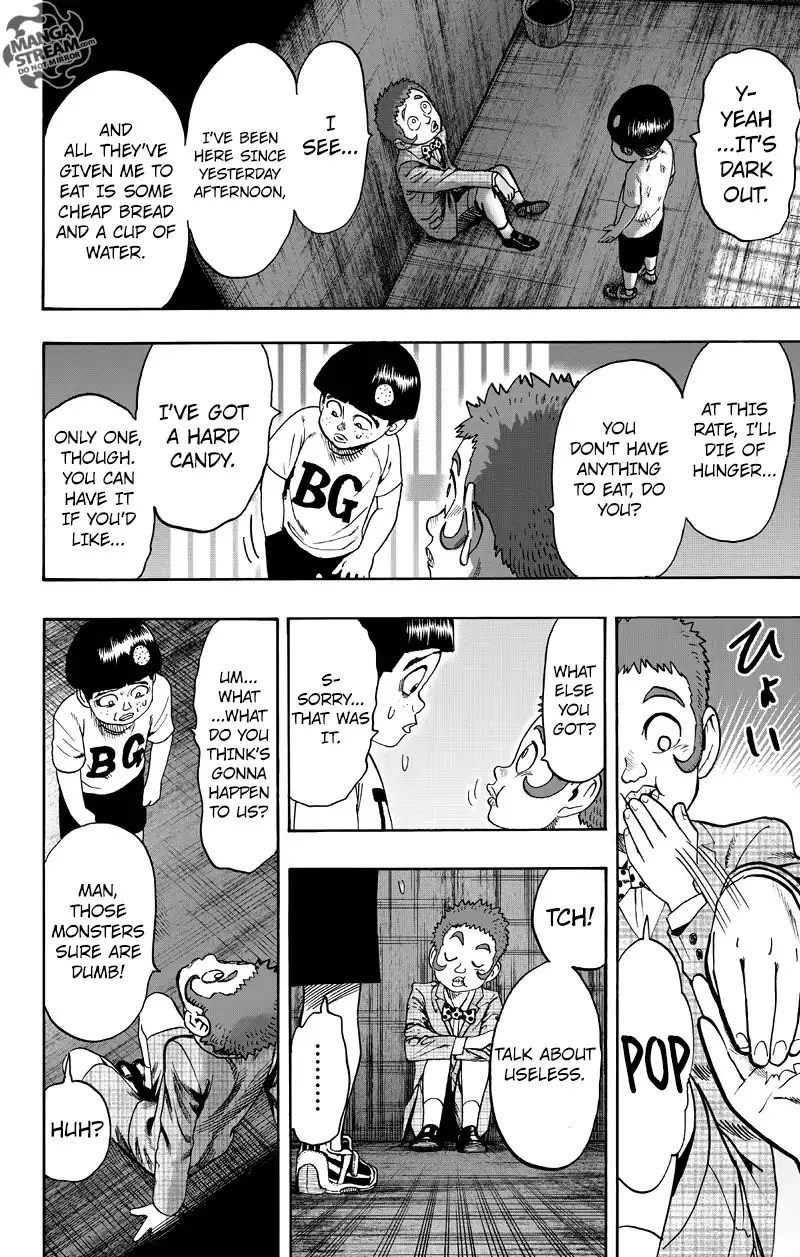 MANGA
STREAM
DO NOT MIRROR
Y-
YEAH
...IT'S
DARK
OUT.
I
SEE...
I'VE BEEN
HERE SINCE
YESTERDAY
AFTERNOON,
AND
ALL THEY'VE
GIVEN ME TO
EAT IS SOME
CHEAP BREAD
AND A CUP OF
WATER.
AT THIS
RATE, I'LL
DIE OF
HUNGER...
YOU
DON'T HAVE
ANYTHING
TO EAT, DO
YOU?
I'VE GOT
A HARD
CANDY.
ONLY ONE,
THOUGH.
YOU CAN
HAVE IT
IF YOU'D
LIKE...
BG
ひょい
POP
WHAT
ELSE
YOU
GOT?
S-
SORRY...
THAT WAS
IT.
TCH!
TALK ABOUT
USELESS.
.........
UM...
WHAT
...WHAT
DO YOU
THINK'S
GONNA
HAPPEN
TO US?
BG
MAN,
THOSE
MONSTERS
SURE ARE
DUMB!
HUH?